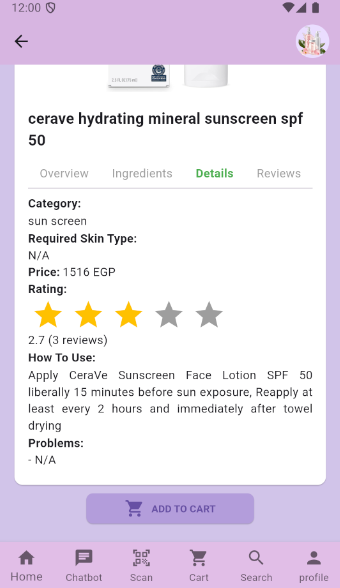 12:00
cerave hydrating mineral sunscreen spf
50
Overview Ingredients Details Reviews
Category:
sun screen
Required Skin Type:
N/A
Price: 1516 EGP
Rating:
2.7 (3 reviews)
How To Use:
Apply CeraVe Sunscreen Face Lotion SPF 50
liberally 15 minutes before sun exposure, Reapply at
least every 2 hours and immediately after towel
drying
Problems:
- N/A
ADD TO CART
Home Chatbot Scan Cart Search profile